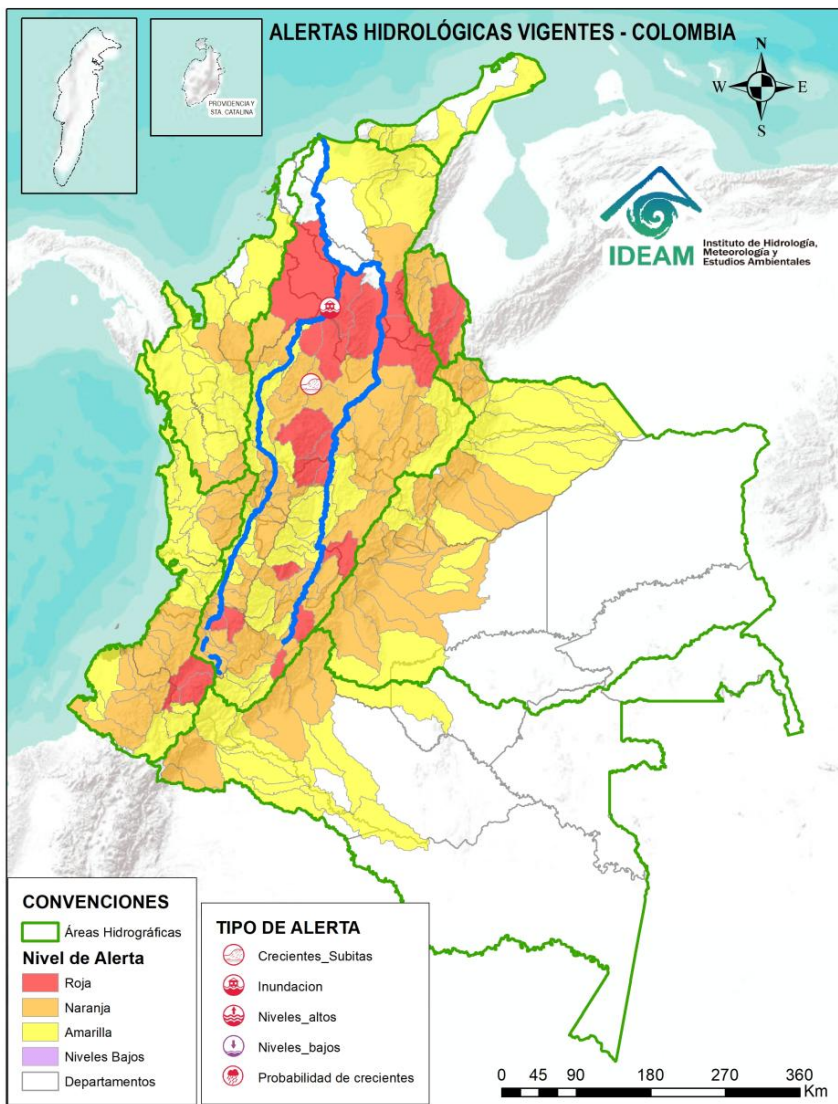 ALERTAS HIDROLÓGICAS VIGENTES - COLOMBIA
PROVIDENCIA Y
STA. CATALINA
N
W
E
S
IDEAM
Instituto de Hidrología,
Meteorología y
Estudios Ambientales
CONVENCIONES
Áreas Hidrográficas
Nivel de Alerta
Roja
Naranja
Amarilla
Niveles Bajos
Departamentos
TIPO DE ALERTA
Crecientes_Subitas
Inundacion
Niveles_altos
Niveles_bajos
Probabilidad de crecientes
0 45 90 180 270 360
Km